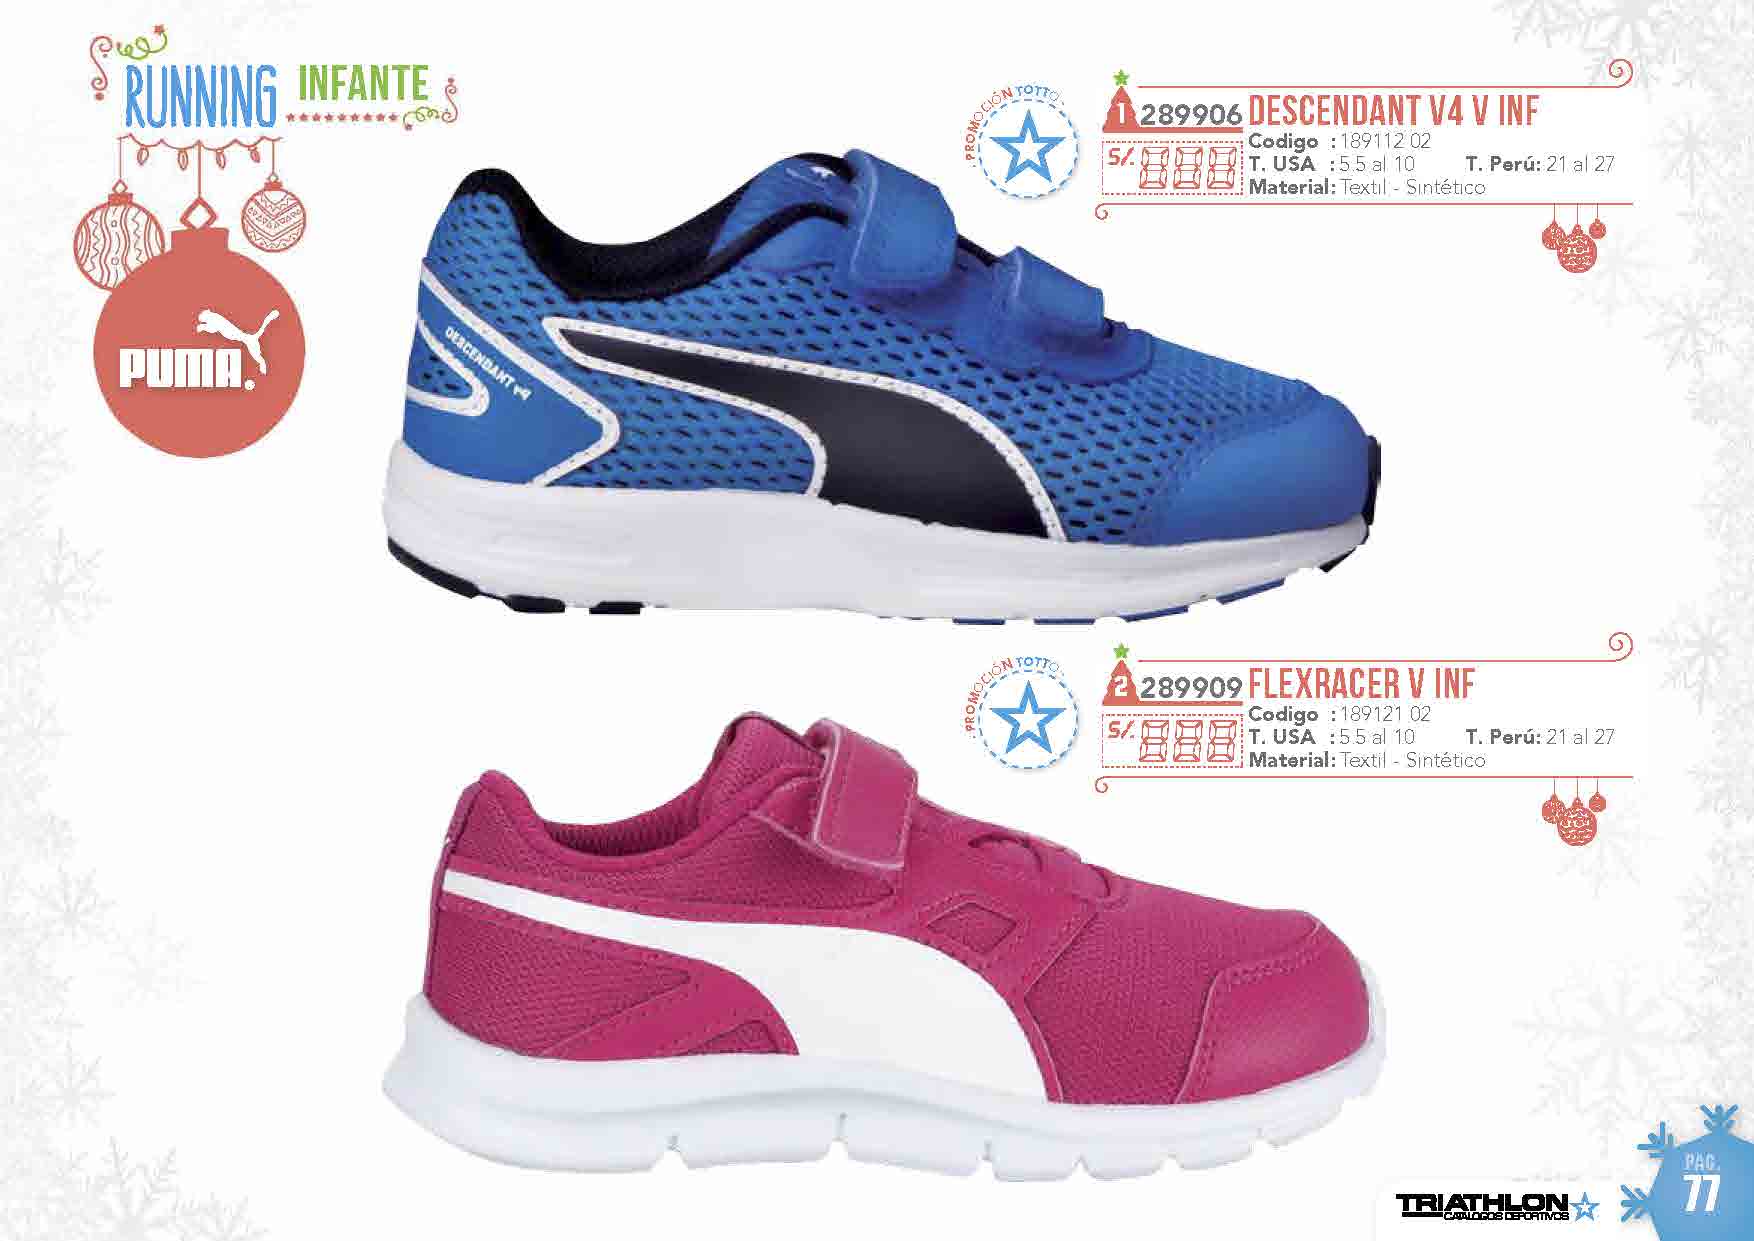 RUNNING INFANTE
PUMA.
PROMOCIÓN TOTTO
1 289906 DESCENDANT V4 V INF
Codigo : 189112 02
S/. 888
T. USA : 5.5 al 10 T. Perú: 21 al 27
Material: Textil - Sintético
DESCENDANT v4
PROMOCIÓN TOTTO
2 289909 FLEXRACER V INF
Codigo : 189121 02
S/. 888
T. USA : 5.5 al 10 T. Perú: 21 al 27
Material: Textil - Sintético
TRIATHLON
CATALOGOS DEPORTIVOS
PAG.
77